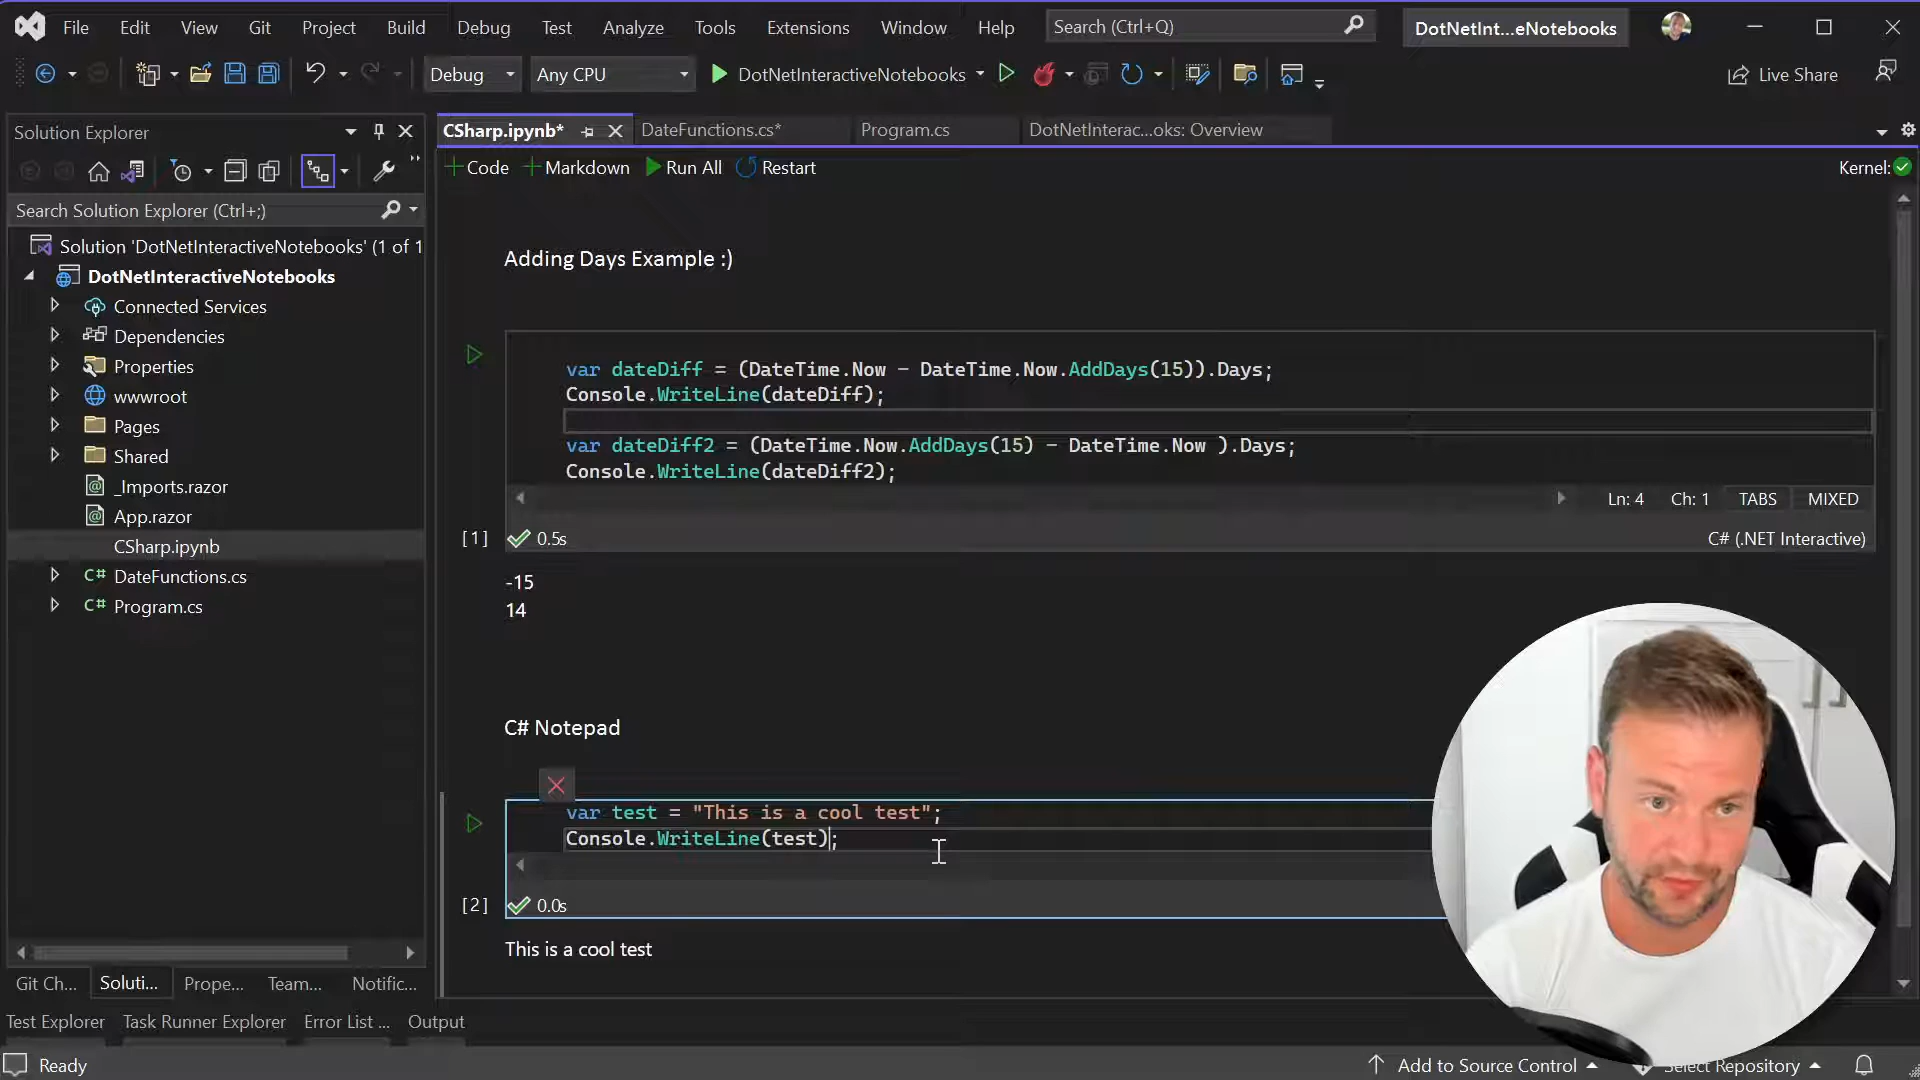 File Edit View Git Project Build Debug Test Analyze Tools Extensions Window Help Search (Ctrl+Q) DotNetInt...eNotebooks
Debug Any CPU DotNetInteractiveNotebooks Live Share
Solution Explorer
Search Solution Explorer (Ctrl+;)
Solution 'DotNetInteractiveNotebooks' (1 of 1
DotNetInteractiveNotebooks
Connected Services
Dependencies
Properties
wwwroot
Pages
Shared
_Imports.razor
App.razor
CSharp.ipynb
C# DateFunctions.cs
C# Program.cs
Git Ch... Soluti... Prope... Team... Notific...
CSharp.ipynb* DateFunctions.cs* Program.cs DotNetInterac...oks: Overview
Code Markdown Run All Restart Kernel:
Adding Days Example :)
var dateDiff = (DateTime.Now - DateTime.Now.AddDays(15)).Days;
Console.WriteLine(dateDiff);
var dateDiff2 = (DateTime.Now.AddDays(15) - DateTime.Now ).Days;
Console.WriteLine(dateDiff2);
Ln: 4 Ch: 1 TABS MIXED
[1] 0.5s C# (.NET Interactive)
-15
14
C# Notepad
var test = "This is a cool test";
Console.WriteLine(test);
[2] 0.0s
This is a cool test
Test Explorer Task Runner Explorer Error List ... Output
Ready Add to Source Control Select Repository